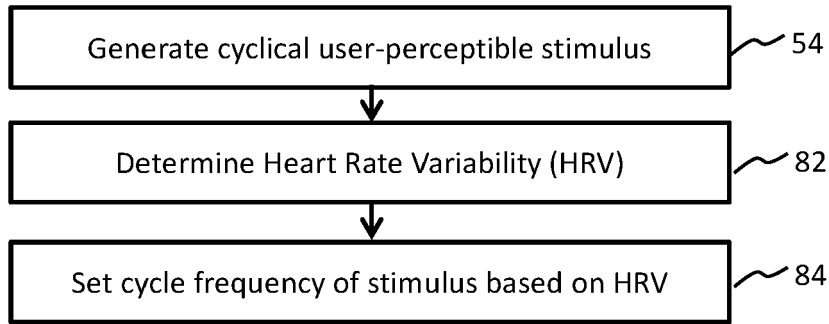 Generate cyclical user-perceptible stimulus
54
Determine Heart Rate Variability (HRV)
82
Set cycle frequency of stimulus based on HRV
84